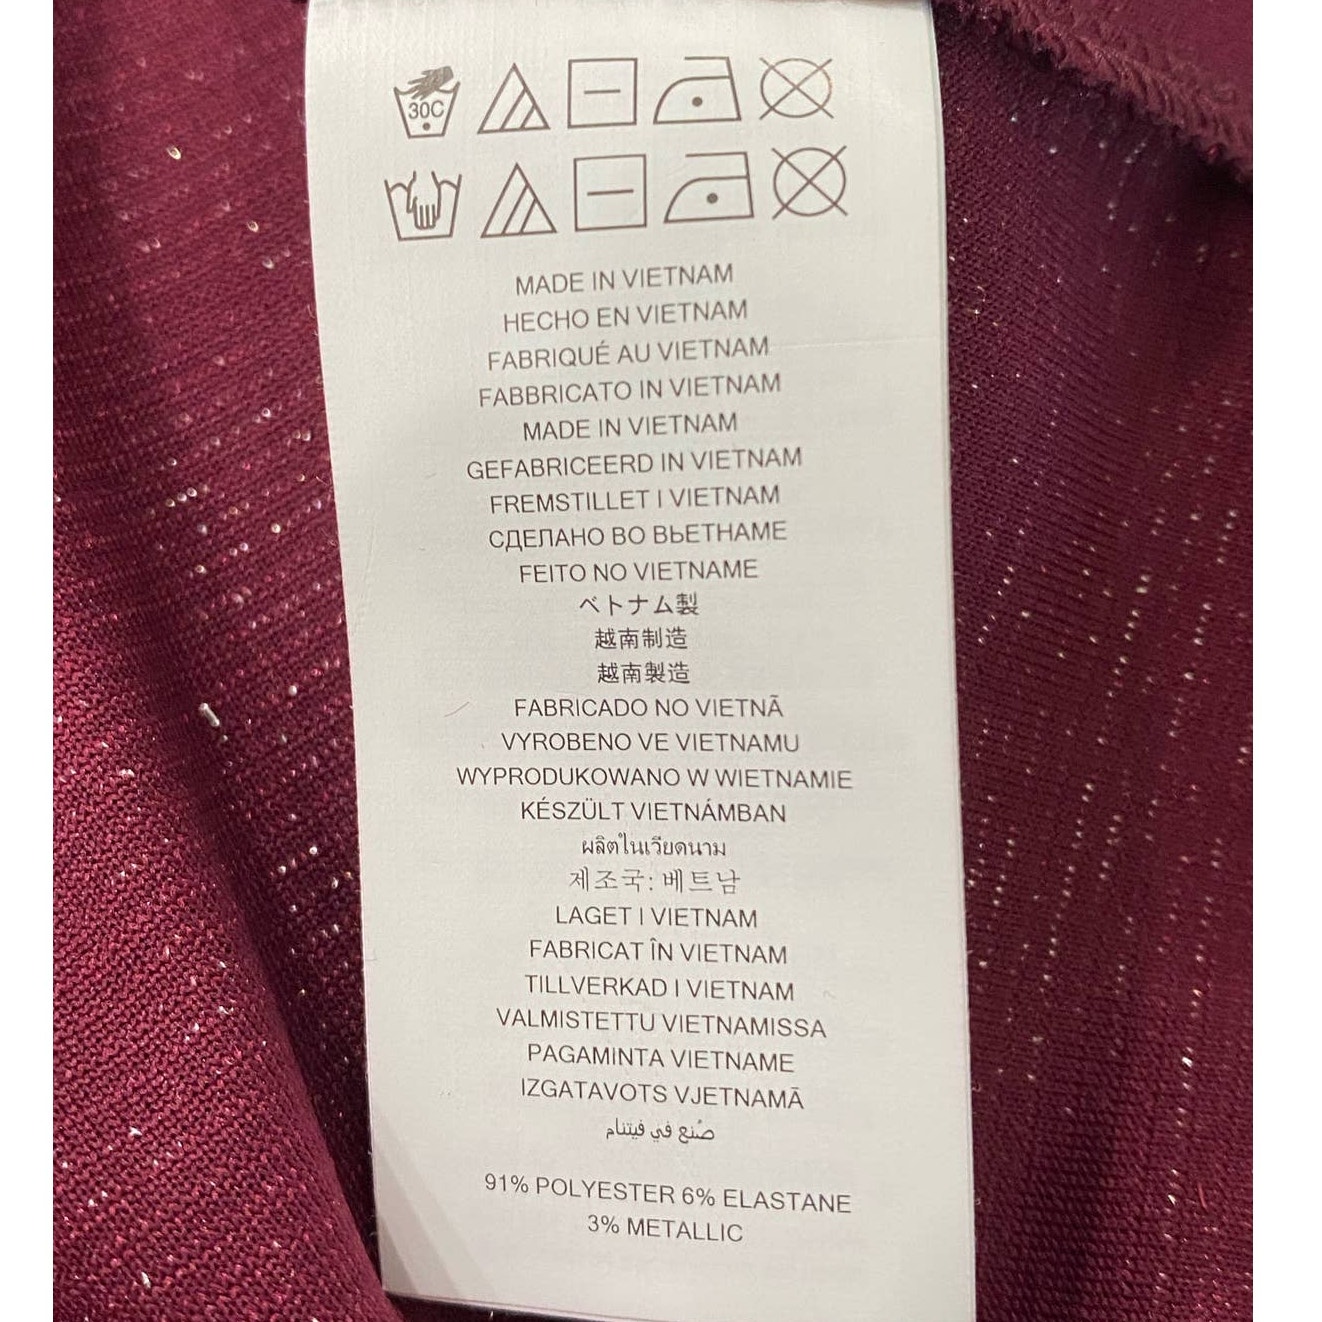 30C
MADE IN VIETNAM
HECHO EN VIETNAM
FABRIQUÉ AU VIETNAM
FABBRICATO IN VIETNAM
MADE IN VIETNAM
GEFABRICEERD IN VIETNAM
FREMSTILLET I VIETNAM
СДЕЛАНО ВО ВЬЕТНАМЕ
FEITO NO VIETNAME
ベトナム製
越南制造
越南製造
FABRICADO NO VIETNÃ
VYROBENO VE VIETNAMU
WYPRODUKOWANO W WIETNAMIE
KÉSZÜLT VIETNÁMBAN
ผลิตในเวียดนาม
제조국: 베트남
LAGET I VIETNAM
FABRICAT ÎN VIETNAM
TILLVERKAD I VIETNAM
VALMISTETTU VIETNAMISSA
PAGAMINTA VIETNAME
IZGATAVOTS VJETNAMĀ
صُنع في فيتنام
91% POLYESTER 6% ELASTANE
3% METALLIC